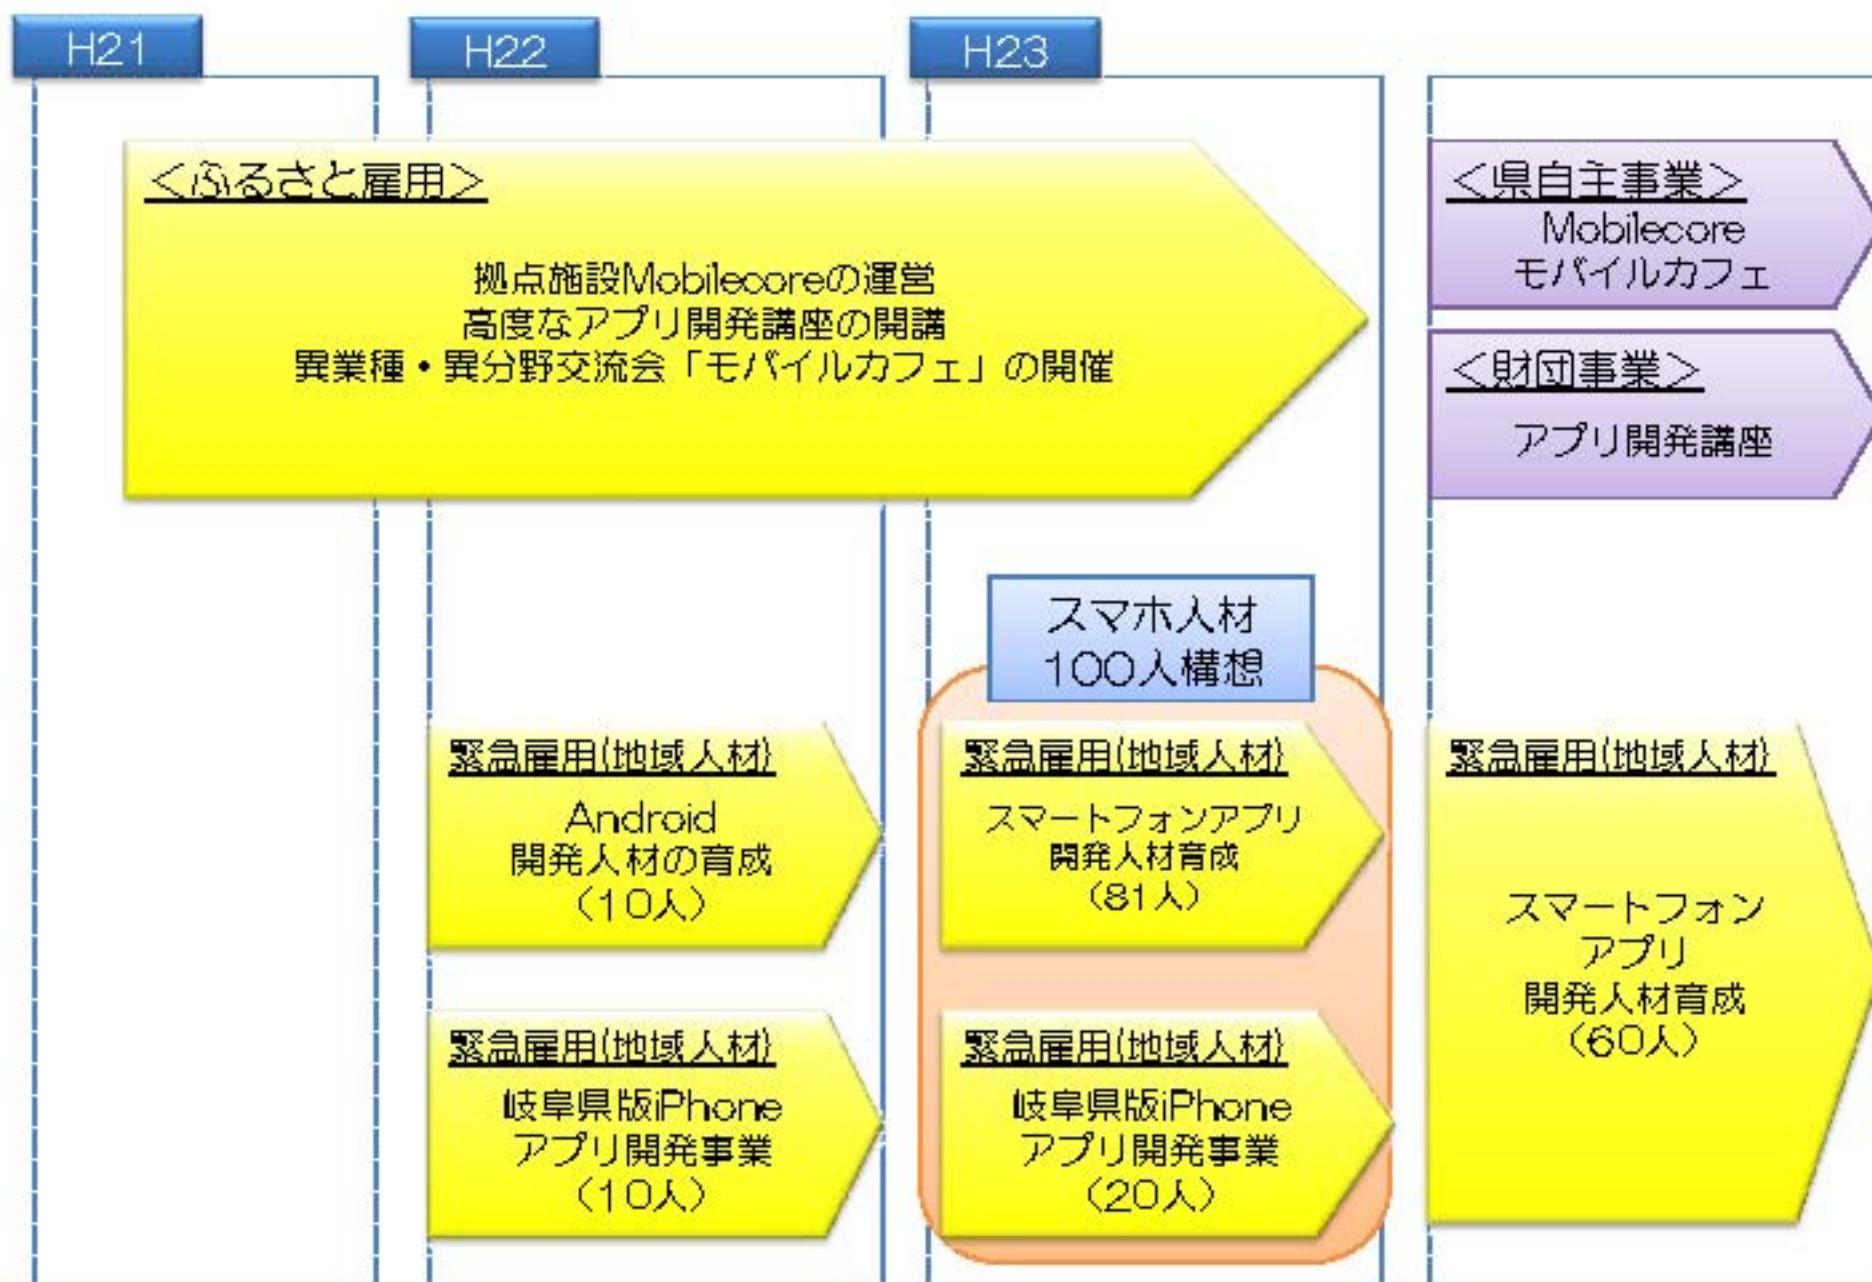 H21
H22
H23
＜ふるさと雇用＞
拠点施設Mobilecoreの運営
高度なアプリ開発講座の開講
異業種・異分野交流会「モバイルカフェ」の開催
＜県自主事業＞
Mobilecore
モバイルカフェ
＜財団事業＞
アプリ開発講座
スマホ人材
100人構想
緊急雇用(地域人材)
Android
開発人材の育成
（10人）
緊急雇用(地域人材)
スマートフォンアプリ
開発人材育成
（81人）
緊急雇用(地域人材)
スマートフォン
アプリ
開発人材育成
（60人）
緊急雇用(地域人材)
岐阜県版iPhone
アプリ開発事業
（10人）
緊急雇用(地域人材)
岐阜県版iPhone
アプリ開発事業
（20人）